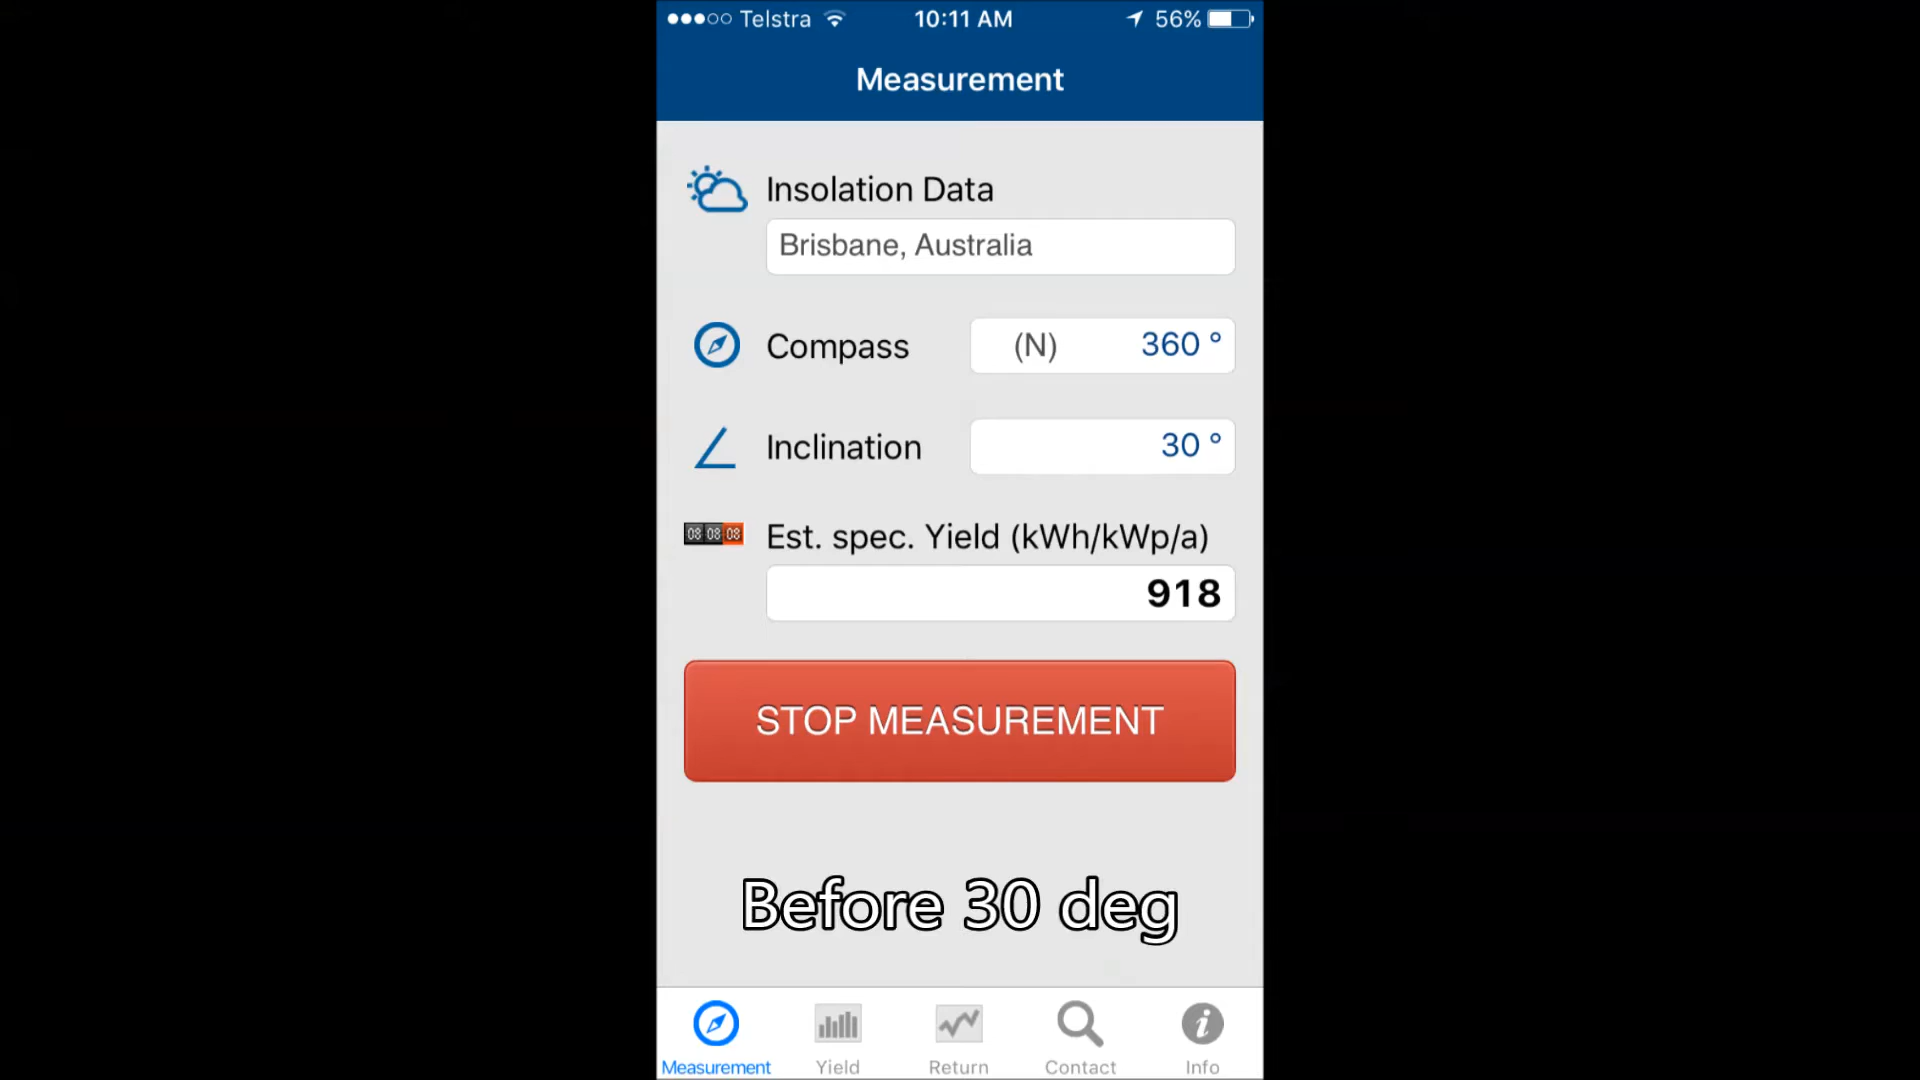 Telstra 10:11 AM 56%
Measurement
Insolation Data
Brisbane, Australia
Compass (N) 360 °
Inclination 30 °
08 08 08 Est. spec. Yield (kWh/kWp/a)
918
STOP MEASUREMENT
Before 30 deg
Measurement Yield Return Contact Info